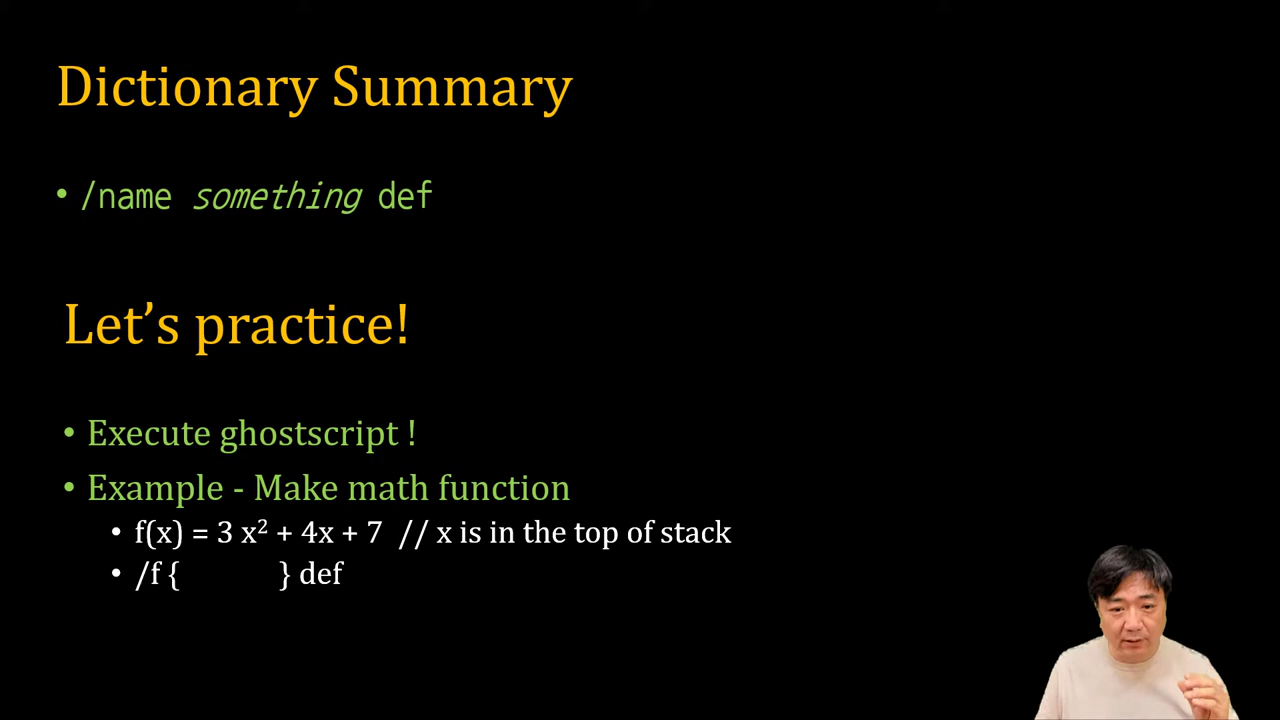 Dictionary Summary
• /name something def
Let’s practice!
• Execute ghostscript !
• Example - Make math function
• f(x) = 3 x² + 4x + 7 // x is in the top of stack
• /f { } def